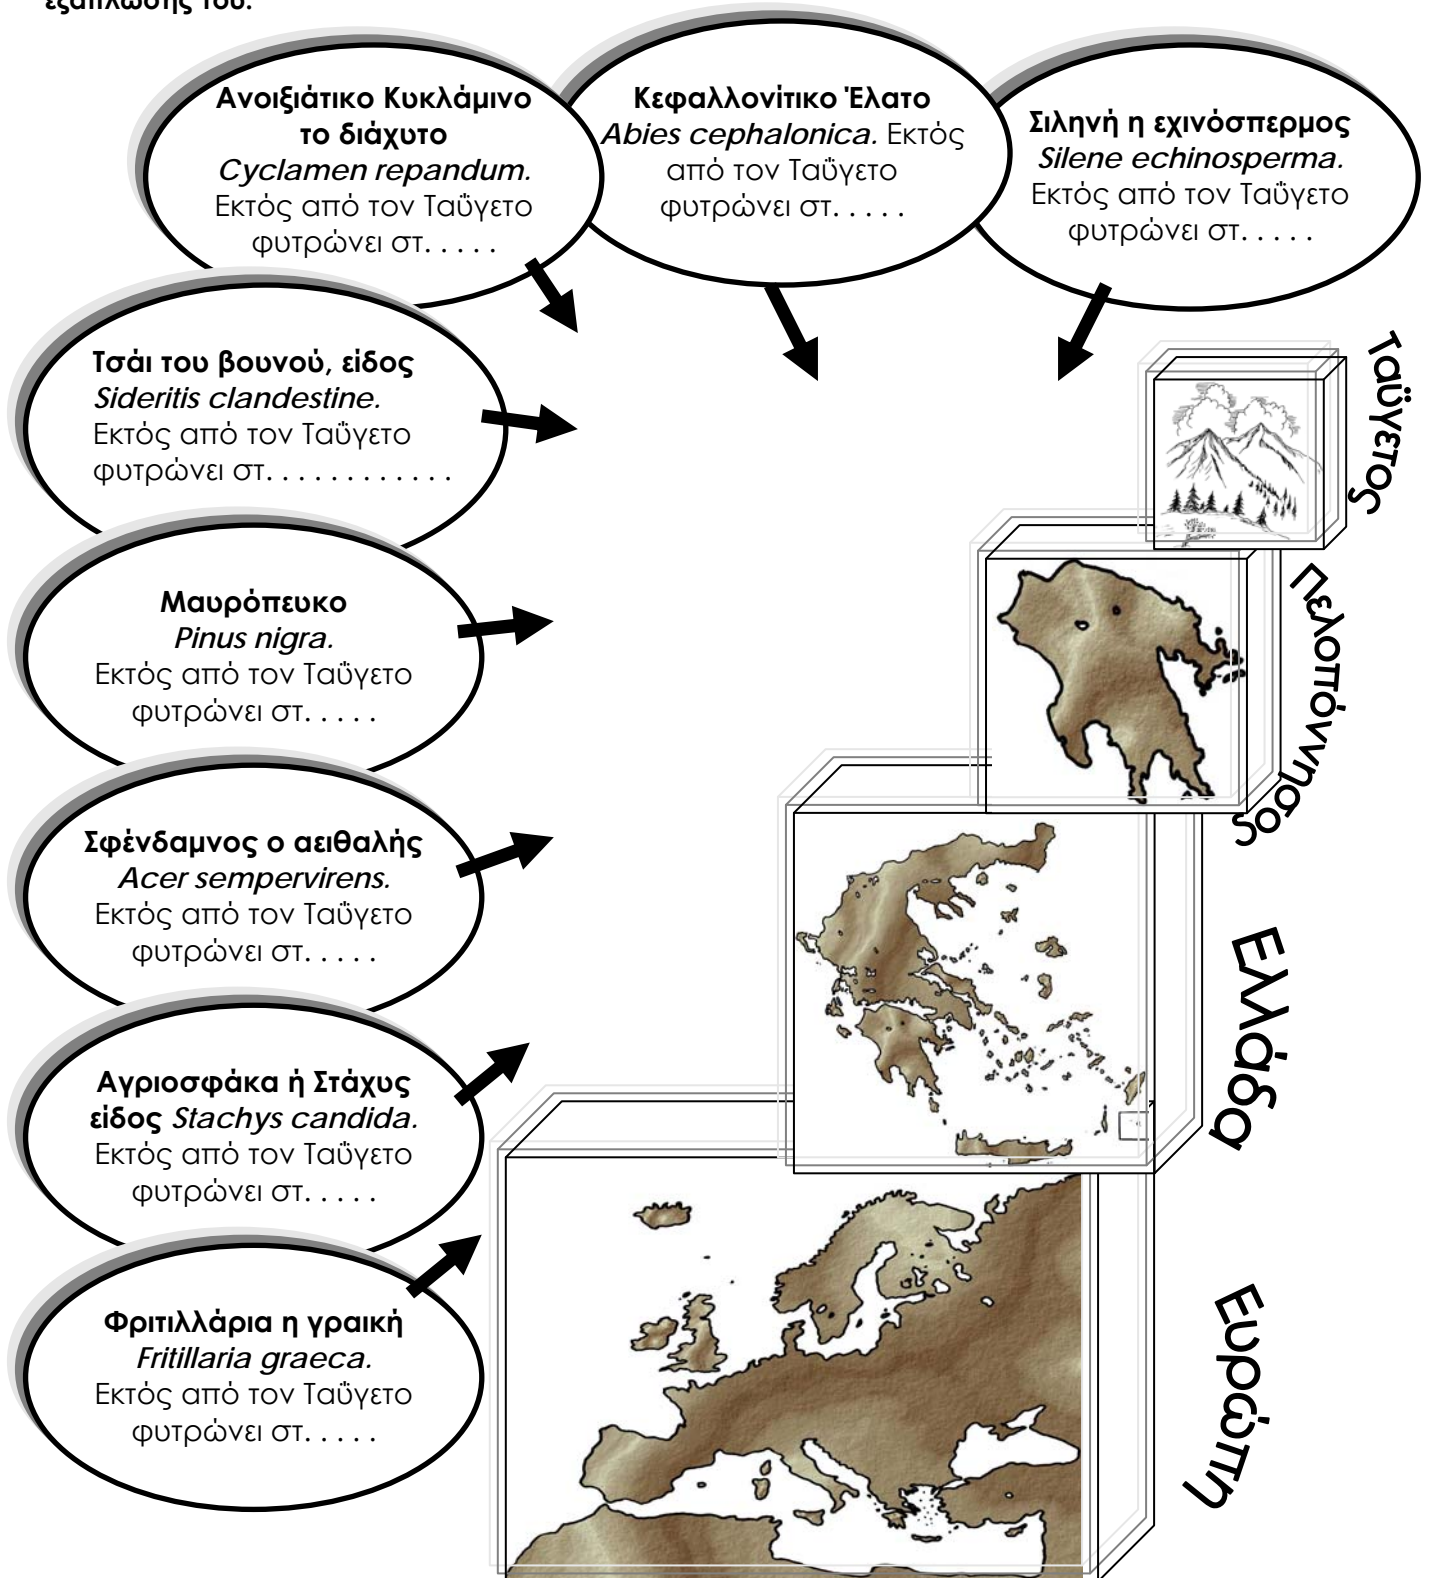 εξάπλωσής του.
Ανοιξιάτικο Κυκλάμινο
το διάχυτο
Cyclamen repandum.
Εκτός από τον Ταΰγετο
φυτρώνει στ. . . . .
Κεφαλλονίτικο Έλατο
Abies cephalonica. Εκτός
από τον Ταΰγετο
φυτρώνει στ. . . . .
Σιληνή η εχινόσπερμος
Silene echinosperma.
Εκτός από τον Ταΰγετο
φυτρώνει στ. . . . .
Τσάι του βουνού, είδος
Sideritis clandestine.
Εκτός από τον Ταΰγετο
φυτρώνει στ. . . . . . . . . . . .
Μαυρόπευκο
Pinus nigra.
Εκτός από τον Ταΰγετο
φυτρώνει στ. . . . .
Σφένδαμνος ο αειθαλής
Acer sempervirens.
Εκτός από τον Ταΰγετο
φυτρώνει στ. . . . .
Αγριοσφάκα ή Στάχυς
είδος Stachys candida.
Εκτός από τον Ταΰγετο
φυτρώνει στ. . . . .
Φριτιλλάρια η γραική
Fritillaria graeca.
Εκτός από τον Ταΰγετο
φυτρώνει στ. . . . .
Ταΰγετος
Πελοπόννησος
Ελλάδα
Ευρώπη